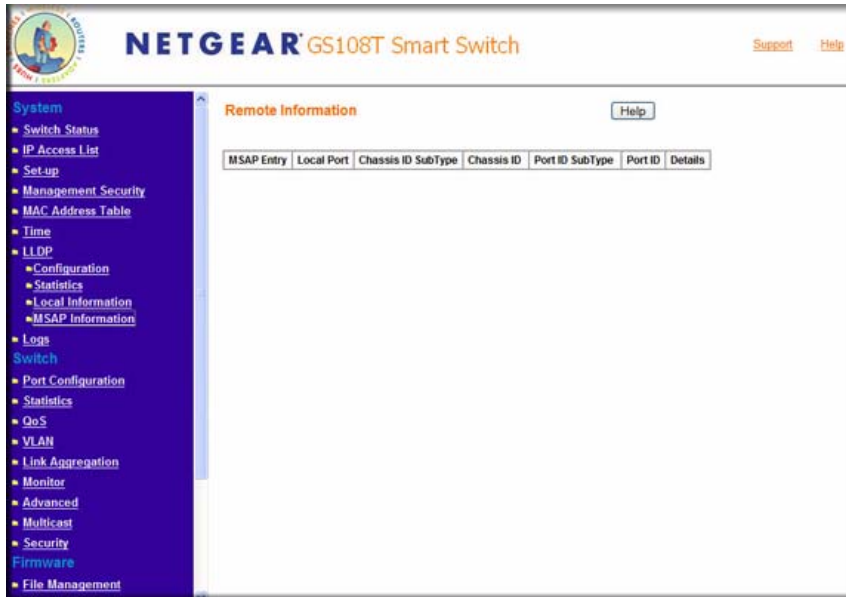 NETGEAR GS108T Smart Switch
Support Help
System
Switch Status
IP Access List
Set-up
Management Security
MAC Address Table
Time
LLDP
Configuration
Statistics
Local Information
MSAP Information
Logs
Switch
Port Configuration
Statistics
QoS
VLAN
Link Aggregation
Monitor
Advanced
Multicast
Security
Firmware
File Management
Remote Information
Help
MSAP Entry Local Port Chassis ID SubType Chassis ID Port ID SubType Port ID Details